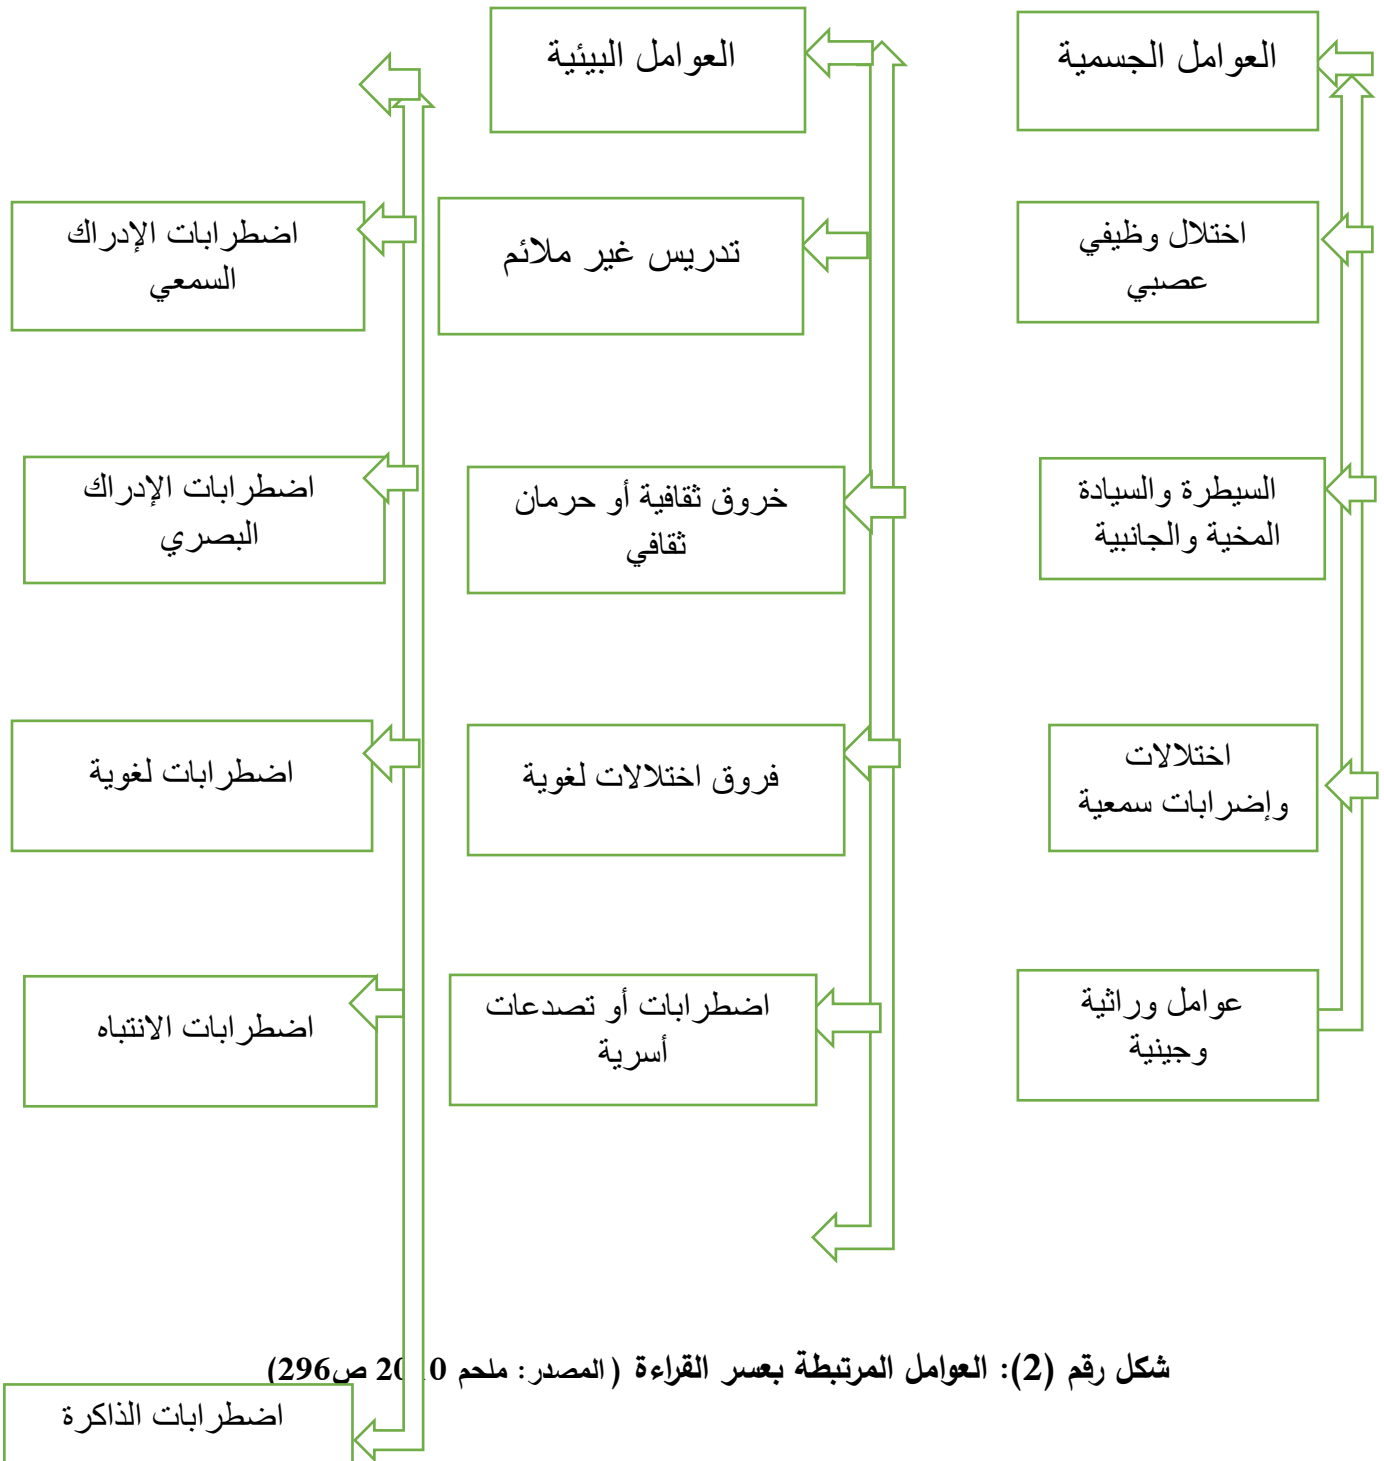 العوامل الجسمية
اختلال وظيفي
عصبي
السيطرة والسيادة
المخية والجانبية
اختلالات
وإضرابات سمعية
عوامل وراثية
وجينية
العوامل البيئية
تدريس غير ملائم
خروق ثقافية أو حرمان
ثقافي
فروق اختلالات لغوية
اضطرابات أو تصدعات
أسرية
اضطرابات الإدراك
السمعي
اضطرابات الإدراك
البصري
اضطرابات لغوية
اضطرابات الانتباه
اضطرابات الذاكرة
شكل رقم (2): العوامل المرتبطة بعسر القراءة (المصدر: ملحم 2010 ص296)